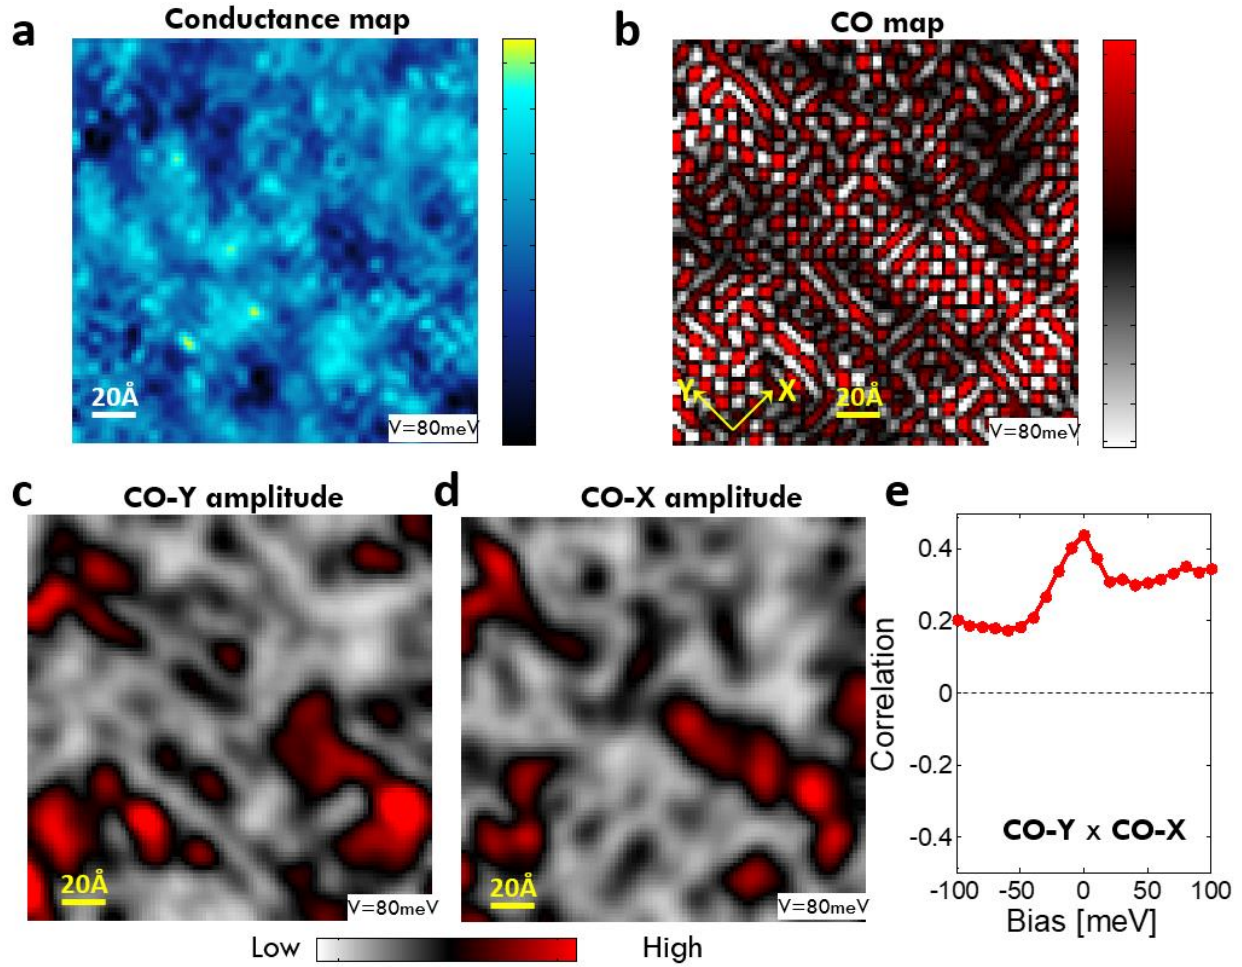 a
Conductance map
20Å
V=80meV
b
CO map
Y
X
20Å
V=80meV
c
CO-Y amplitude
20Å
V=80meV
d
CO-X amplitude
20Å
V=80meV
Low
High
e
0.4
0.2
0
-0.2
-0.4
Correlation
CO-Y x CO-X
-100 -50 0 50 100
Bias [meV]